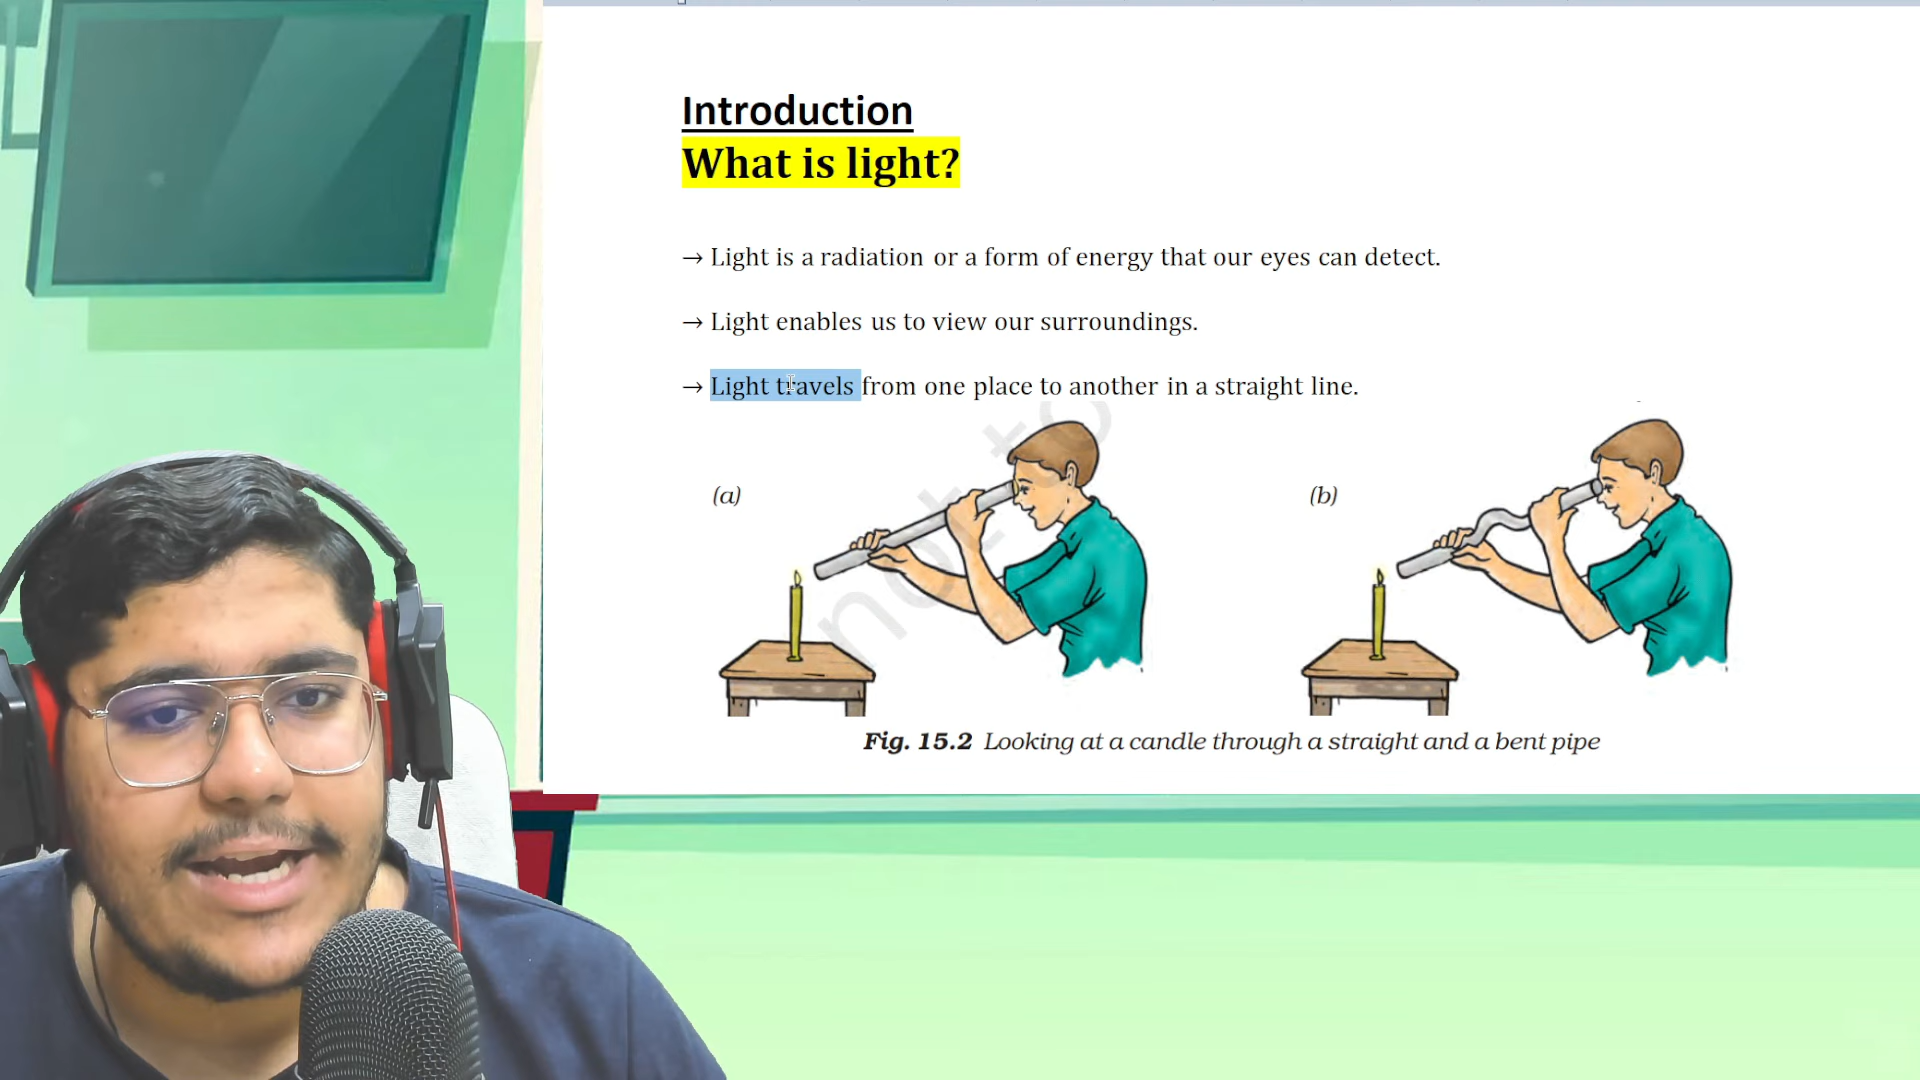 Introduction
What is light?
→ Light is a radiation or a form of energy that our eyes can detect.
→ Light enables us to view our surroundings.
→ Light travels from one place to another in a straight line.
(a)
(b)
not to
Fig. 15.2 Looking at a candle through a straight and a bent pipe